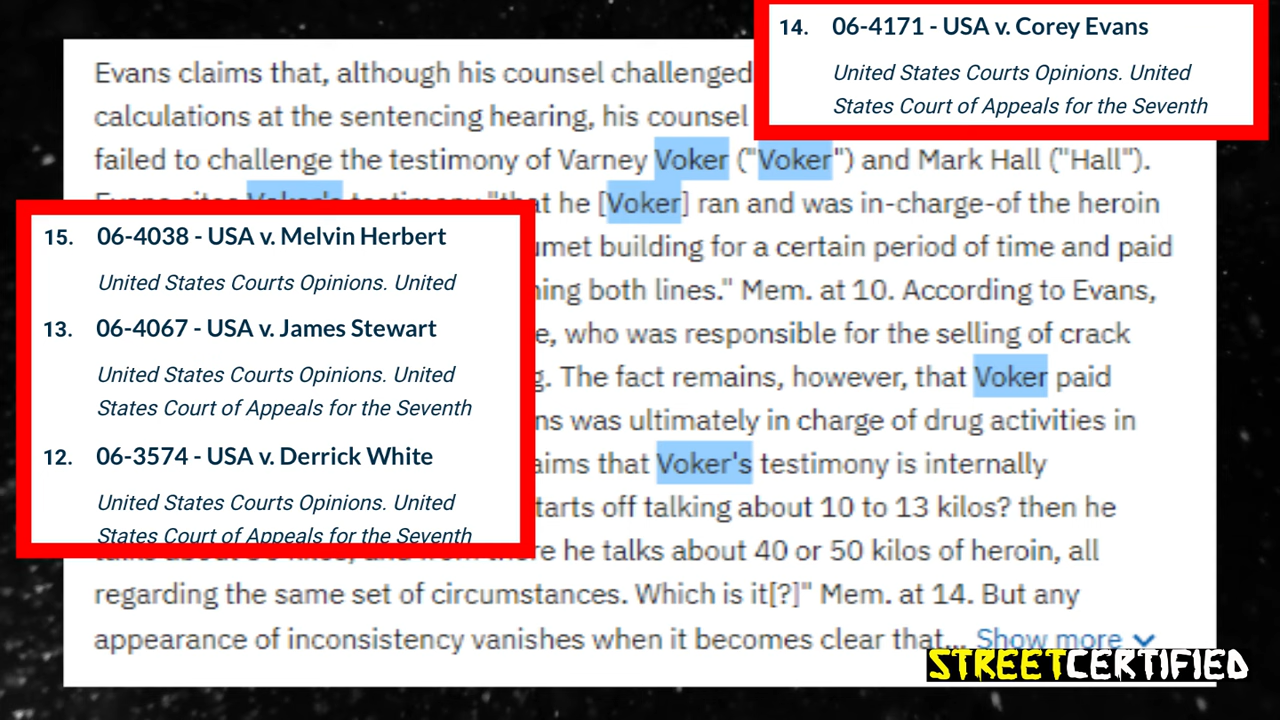 14. 06-4171 - USA v. Corey Evans
United States Courts Opinions. United
States Court of Appeals for the Seventh
Evans claims that, although his counsel challenged
calculations at the sentencing hearing, his counsel
failed to challenge the testimony of Varney Voker ("Voker") and Mark Hall ("Hall").
Evans cites Voker's testimony "that he [Voker] ran and was in-charge-of the heroin
umet building for a certain period of time and paid
ning both lines." Mem. at 10. According to Evans,
e, who was responsible for the selling of crack
g. The fact remains, however, that Voker paid
ns was ultimately in charge of drug activities in
aims that Voker's testimony is internally
tarts off talking about 10 to 13 kilos? then he
there he talks about 40 or 50 kilos of heroin, all
regarding the same set of circumstances. Which is it[?]" Mem. at 14. But any
appearance of inconsistency vanishes when it becomes clear that... Show more
15. 06-4038 - USA v. Melvin Herbert
United States Courts Opinions. United
13. 06-4067 - USA v. James Stewart
United States Courts Opinions. United
States Court of Appeals for the Seventh
12. 06-3574 - USA v. Derrick White
United States Courts Opinions. United
States Court of Appeals for the Seventh
STREETCERTIFIED